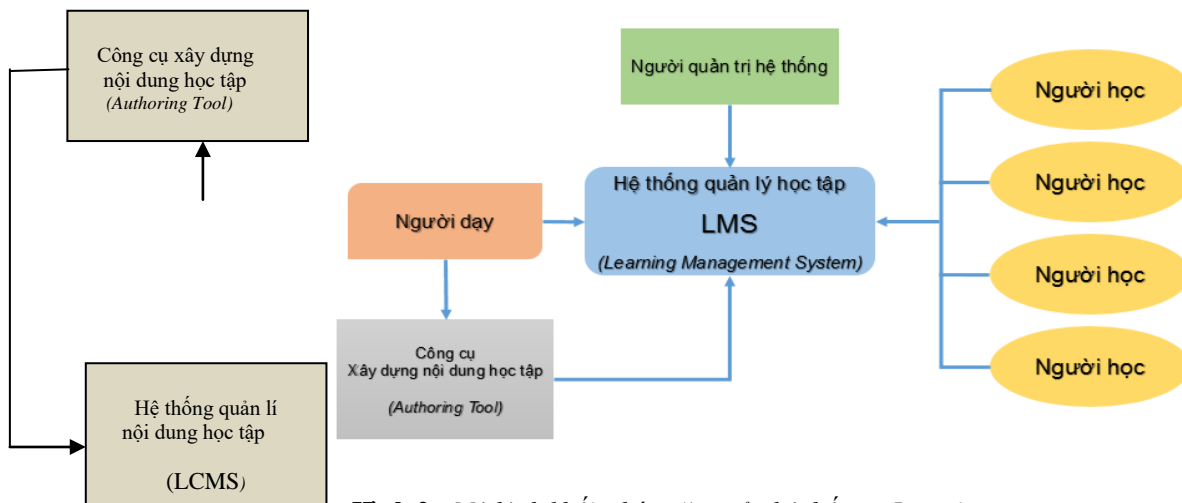 Công cụ xây dựng
nội dung học tập
(Authoring Tool)
Người quản trị hệ thống
Người học
Người học
Người học
Người học
Hệ thống quản lý học tập
LMS
(Learning Management System)
Người dạy
Công cụ
Xây dựng nội dung học tập
(Authoring Tool)
Hệ thống quản lí
nội dung học tập
(LCMS)